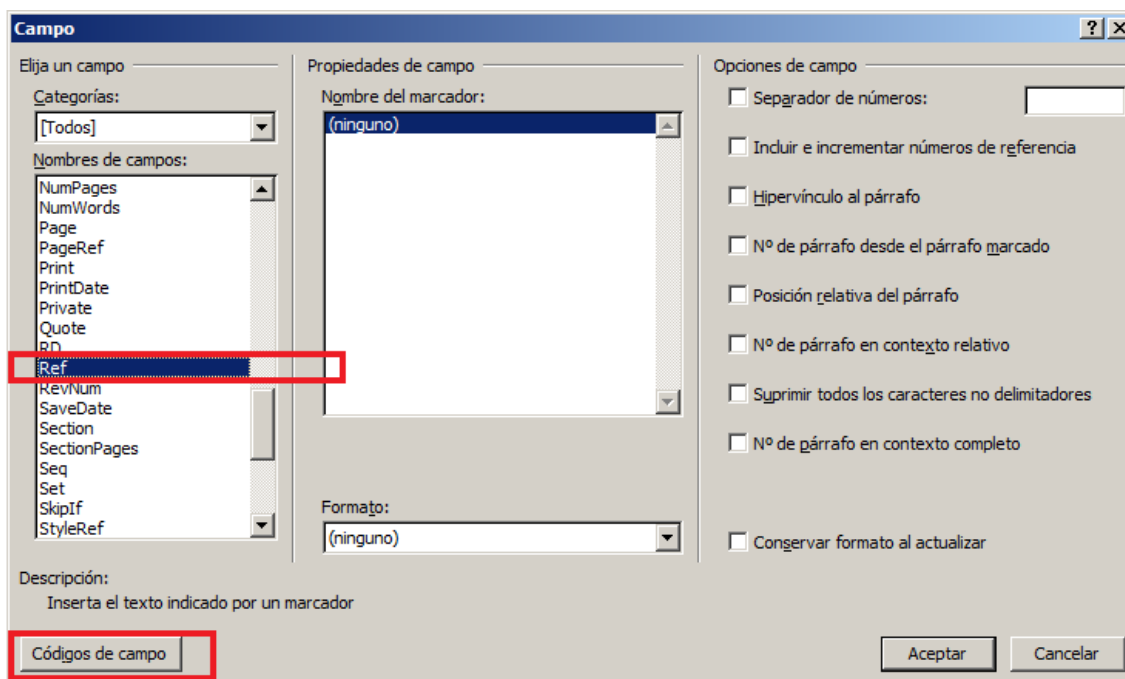 Campo
Elija un campo
Categorías:
[Todos]
Nombres de campos:
NumPages
NumWords
Page
PageRef
Print
PrintDate
Private
Quote
RD
Ref
RevNum
SaveDate
Section
SectionPages
Seq
Set
SkipIf
StyleRef
Propiedades de campo
Nombre del marcador:
(ninguno)
Formato:
(ninguno)
Opciones de campo
Separador de números:
Incluir e incrementar números de referencia
Hipervínculo al párrafo
Nº de párrafo desde el párrafo marcado
Posición relativa del párrafo
Nº de párrafo en contexto relativo
Suprimir todos los caracteres no delimitadores
Nº de párrafo en contexto completo
Conservar formato al actualizar
Descripción:
Inserta el texto indicado por un marcador
Códigos de campo
Aceptar
Cancelar